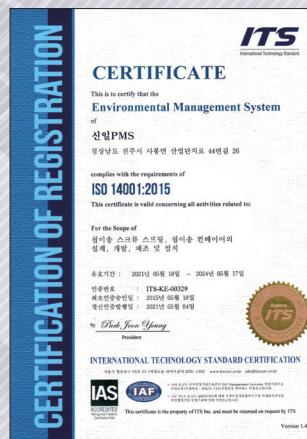 CERTIFICATION OF REGISTRATION
ITS
International Technology Standard
CERTIFICATE
This is to certify that the
Environmental Management System
of
신일PMS
경상남도 진주시 사봉면 산업단지로 44번길 26
complies with the requirements of
ISO 14001:2015
This certificate is valid concerning all activities related to:
For the Scope of
칩이송 스크류 스프링, 칩이송 컨베이어의
설계, 개발, 제조 및 설치
유효기간 : 2021년 05월 18일 ~ 2024년 05월 17일
인증번호 : ITS-KE-00329
최초인증승인일 : 2015년 05월 18일
갱신인증발행일 : 2021년 05월 04일
by Park Joon Young
President
ITS
INTERNATIONAL TECHNOLOGY STANDARD CERTIFICATION
IAS
ACCREDITED
IAF
This certificate is the property of ITS Inc. and must be returned on request by ITS
Version 1.0